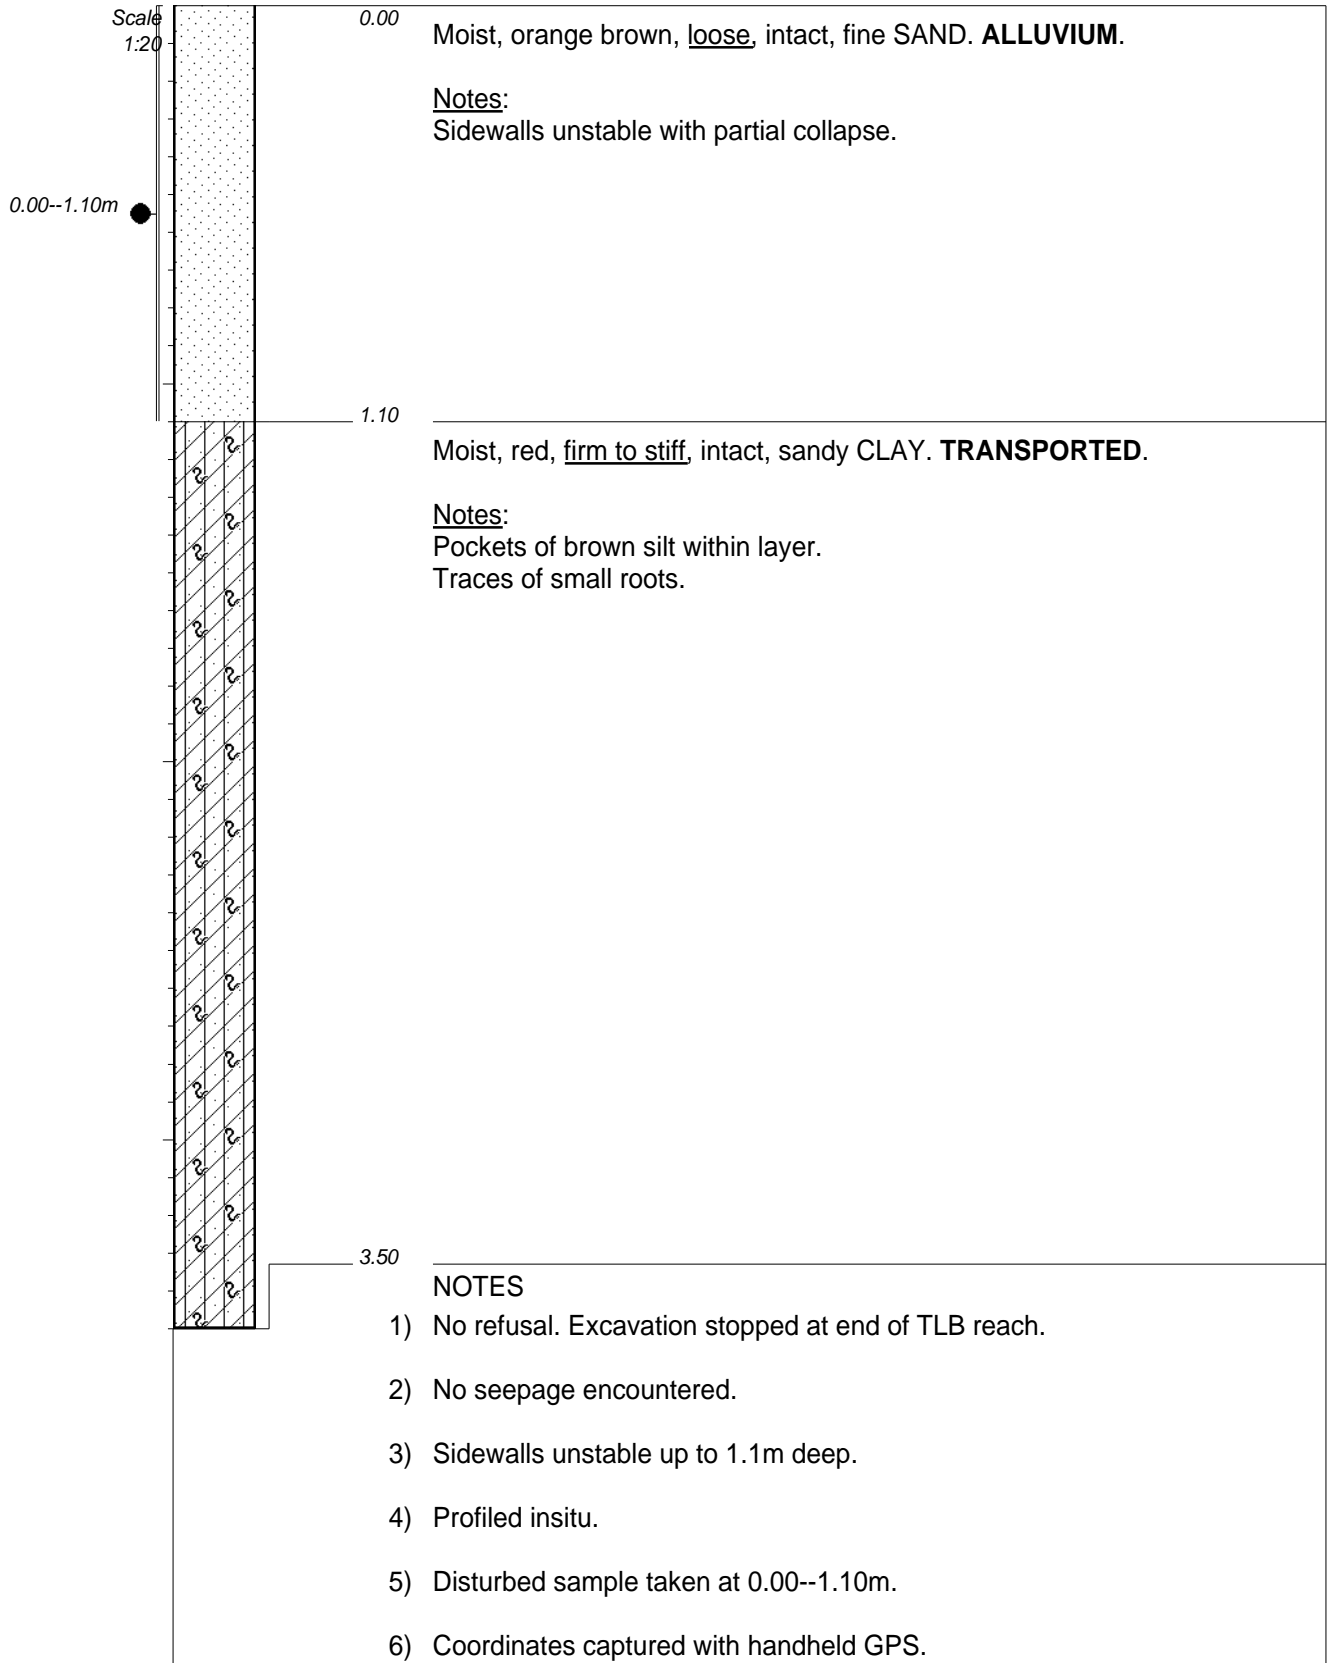 Scale
1:20
0.00
Moist, orange brown, loose, intact, fine SAND. ALLUVIUM.
Notes:
Sidewalls unstable with partial collapse.
0.00--1.10m
1.10
Moist, red, firm to stiff, intact, sandy CLAY. TRANSPORTED.
Notes:
Pockets of brown silt within layer.
Traces of small roots.
3.50
NOTES
1) No refusal. Excavation stopped at end of TLB reach.
2) No seepage encountered.
3) Sidewalls unstable up to 1.1m deep.
4) Profiled insitu.
5) Disturbed sample taken at 0.00--1.10m.
6) Coordinates captured with handheld GPS.